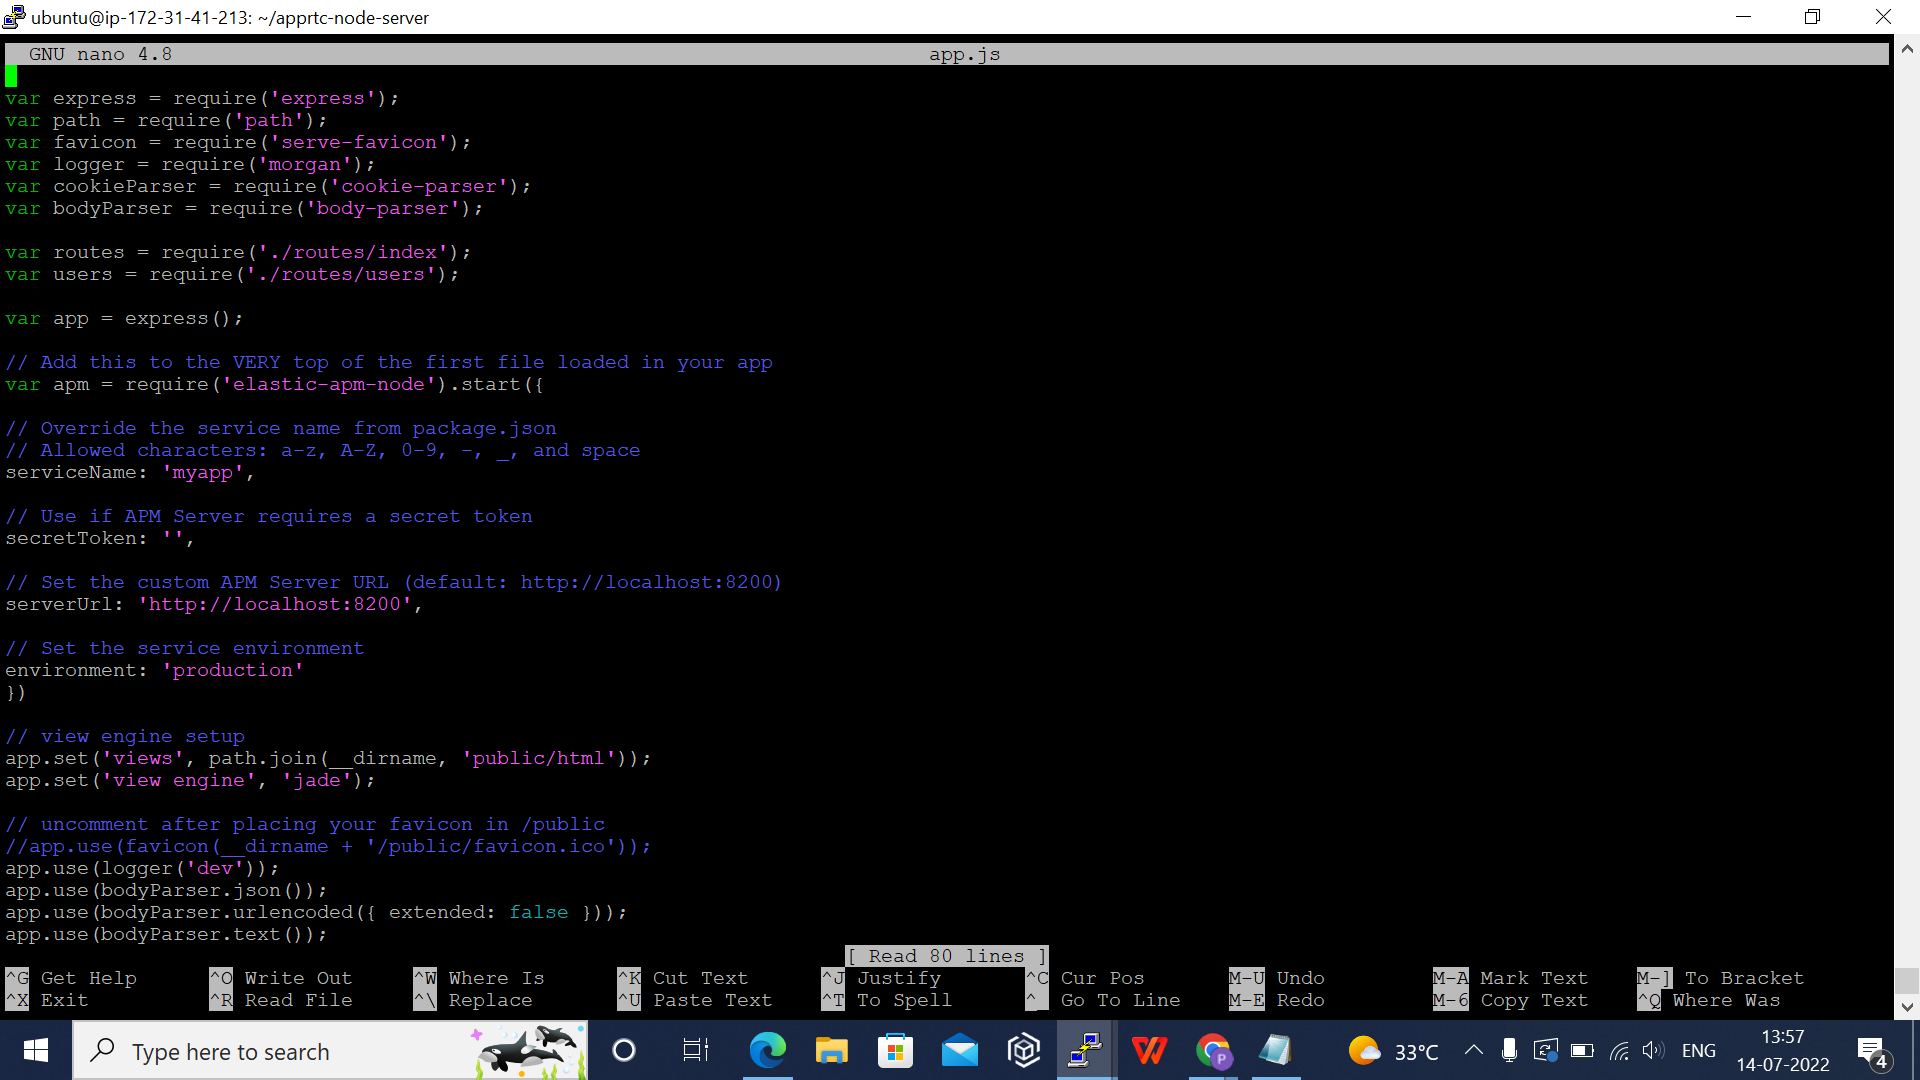 ubuntu@ip-172-31-41-213: ~/apprtc-node-server
GNU nano 4.8 app.js
var express = require('express');
var path = require('path');
var favicon = require('serve-favicon');
var logger = require('morgan');
var cookieParser = require('cookie-parser');
var bodyParser = require('body-parser');
var routes = require('./routes/index');
var users = require('./routes/users');
var app = express();
// Add this to the VERY top of the first file loaded in your app
var apm = require('elastic-apm-node').start({
// Override the service name from package.json
// Allowed characters: a-z, A-Z, 0-9, -, _, and space
serviceName: 'myapp',
// Use if APM Server requires a secret token
secretToken: '',
// Set the custom APM Server URL (default: http://localhost:8200)
serverUrl: 'http://localhost:8200',
// Set the service environment
environment: 'production'
})
// view engine setup
app.set('views', path.join(__dirname, 'public/html'));
app.set('view engine', 'jade');
// uncomment after placing your favicon in /public
//app.use(favicon(__dirname + '/public/favicon.ico'));
app.use(logger('dev'));
app.use(bodyParser.json());
app.use(bodyParser.urlencoded({ extended: false }));
app.use(bodyParser.text());
[ Read 80 lines ]
^G Get Help ^O Write Out ^W Where Is ^K Cut Text ^J Justify ^C Cur Pos M-U Undo M-A Mark Text M-] To Bracket
^X Exit ^R Read File ^\ Replace ^U Paste Text ^T To Spell ^_ Go To Line M-E Redo M-6 Copy Text ^Q Where Was
Type here to search 33°C ENG 13:57
14-07-2022 4